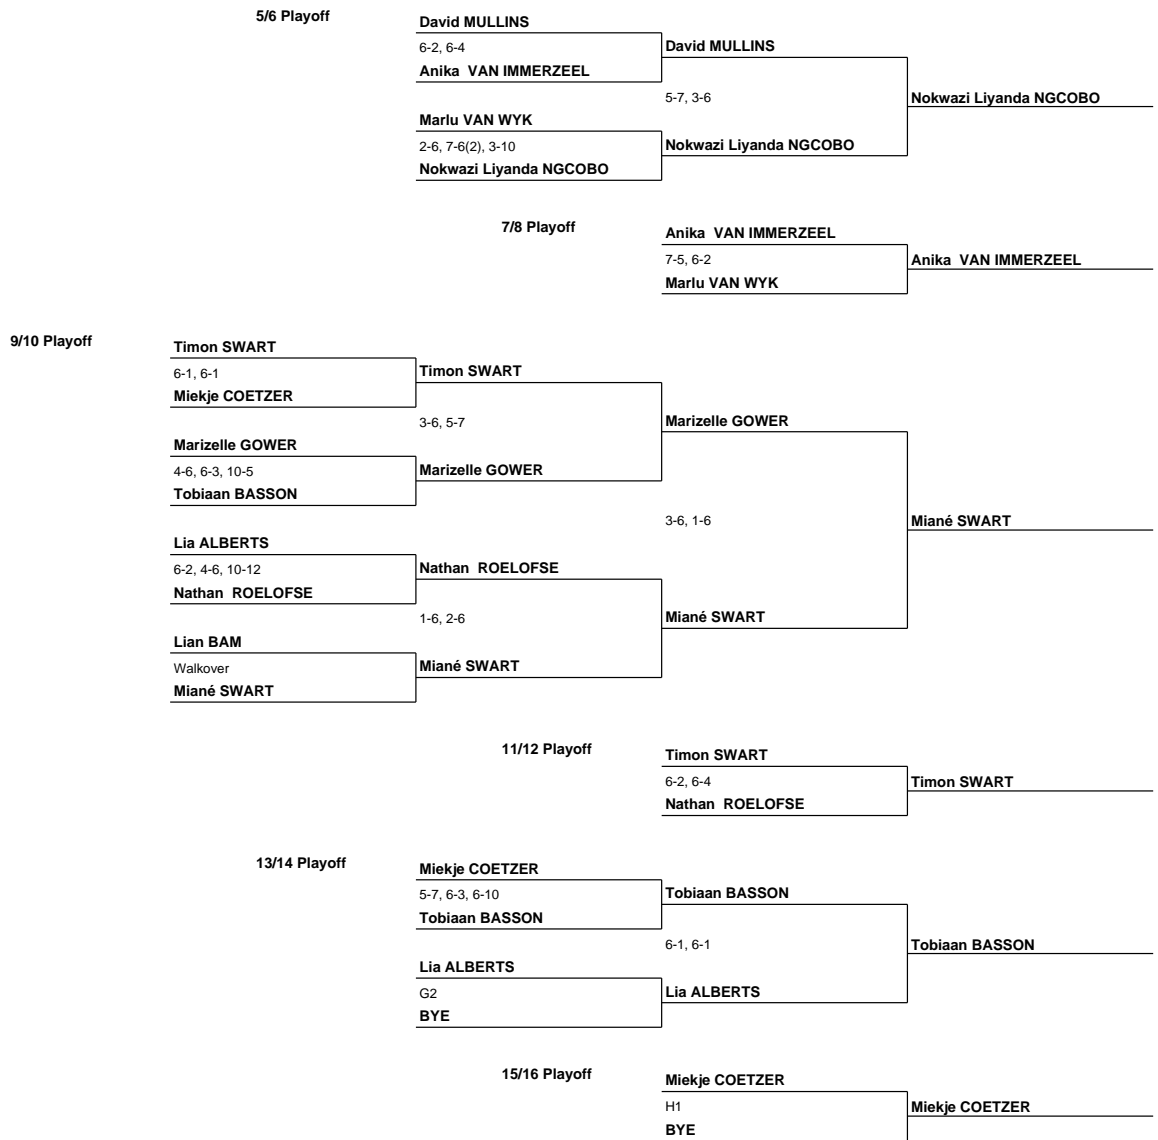 5/6 Playoff
David MULLINS
6-2, 6-4
David MULLINS
Anika  VAN IMMERZEEL
5-7, 3-6
Nokwazi Liyanda NGCOBO
Marlu VAN WYK
2-6, 7-6(2), 3-10
Nokwazi Liyanda NGCOBO
Nokwazi Liyanda NGCOBO
7/8 Playoff
Anika  VAN IMMERZEEL
7-5, 6-2
Anika  VAN IMMERZEEL
Marlu VAN WYK
9/10 Playoff
Timon SWART
6-1, 6-1
Timon SWART
Miekje COETZER
3-6, 5-7
Marizelle GOWER
Marizelle GOWER
4-6, 6-3, 10-5
Marizelle GOWER
Tobiaan BASSON
3-6, 1-6
Miané SWART
Lia ALBERTS
6-2, 4-6, 10-12
Nathan  ROELOFSE
Nathan  ROELOFSE
1-6, 2-6
Miané SWART
Lian BAM
Walkover
Miané SWART
Miané SWART
11/12 Playoff
Timon SWART
6-2, 6-4
Timon SWART
Nathan  ROELOFSE
13/14 Playoff
Miekje COETZER
5-7, 6-3, 6-10
Tobiaan BASSON
Tobiaan BASSON
6-1, 6-1
Tobiaan BASSON
Lia ALBERTS
G2
Lia ALBERTS
BYE
15/16 Playoff
Miekje COETZER
H1
Miekje COETZER
BYE